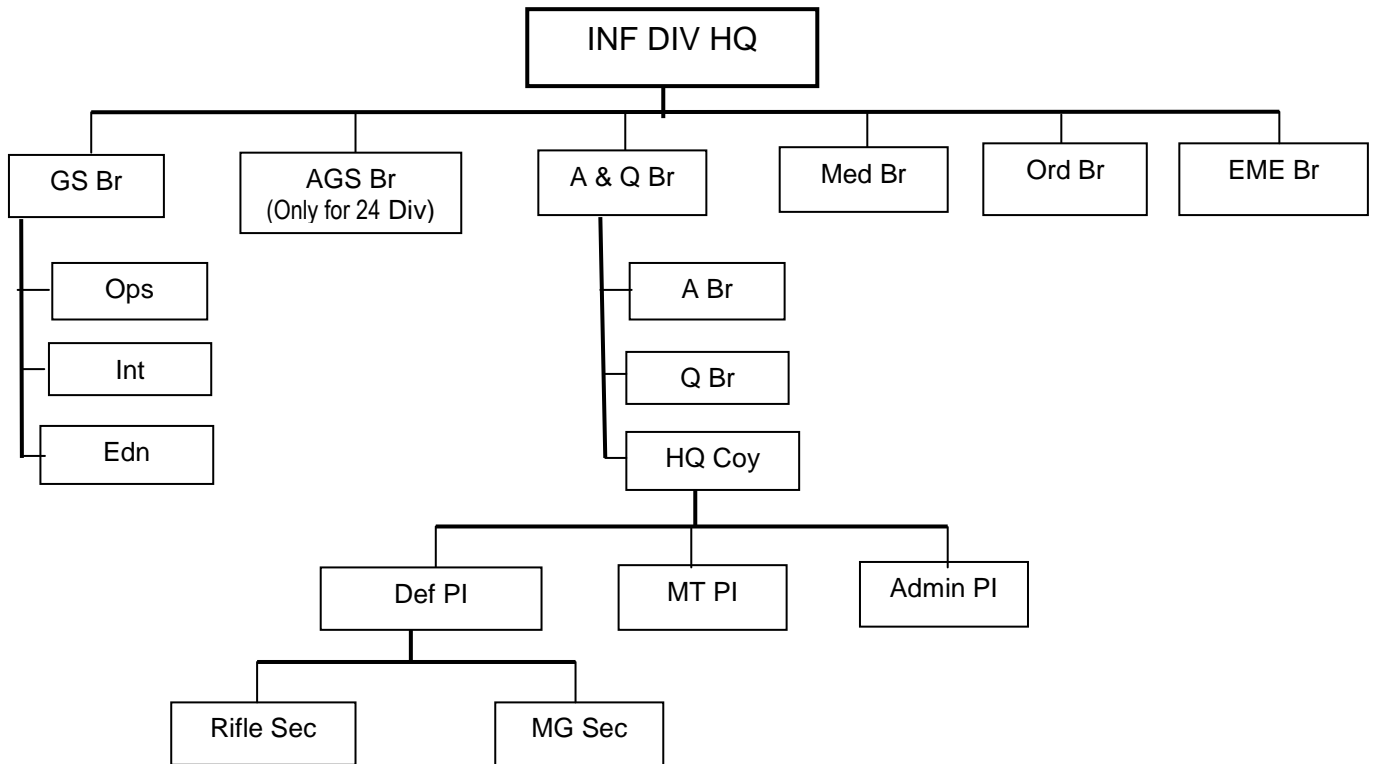 INF DIV HQ
GS Br
AGS Br
(Only for 24 Div)
A & Q Br
Med Br
Ord Br
EME Br
Ops
Int
Edn
A Br
Q Br
HQ Coy
Def Pl
MT Pl
Admin Pl
Rifle Sec
MG Sec